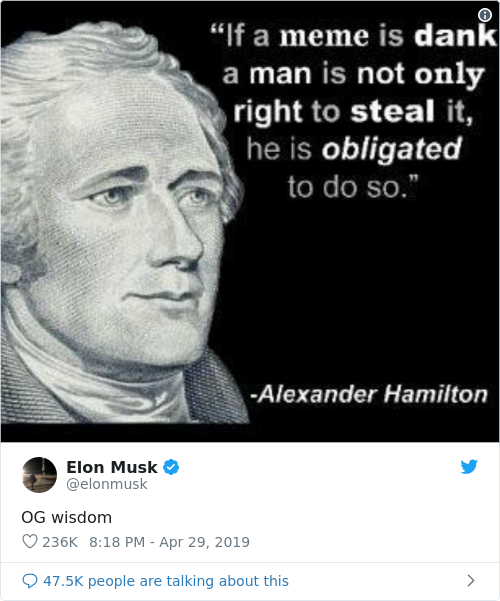 “If a meme is dank
a man is not only
right to steal it,
he is obligated
to do so.”
-Alexander Hamilton
Elon Musk
@elonmusk
OG wisdom
236K 8:18 PM - Apr 29, 2019
47.5K people are talking about this